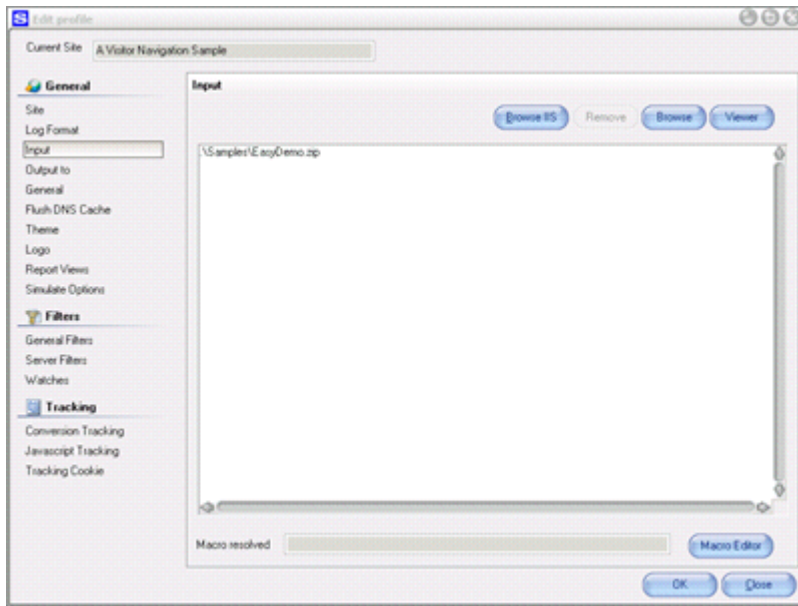 S Edit profile
Current Site A Visitor Navigation Sample
General
Site
Log Format
Input
Output to
General
Flush DNS Cache
Theme
Logo
Report Views
Simulate Options
Filters
General Filters
Server Filters
Watches
Tracking
Conversion Tracking
Javascript Tracking
Tracking Cookie
Input
Browse IIS Remove Browse Viewer
.\Samples\EasyDemo.zip
Macro resolved Macro Editor
OK Close